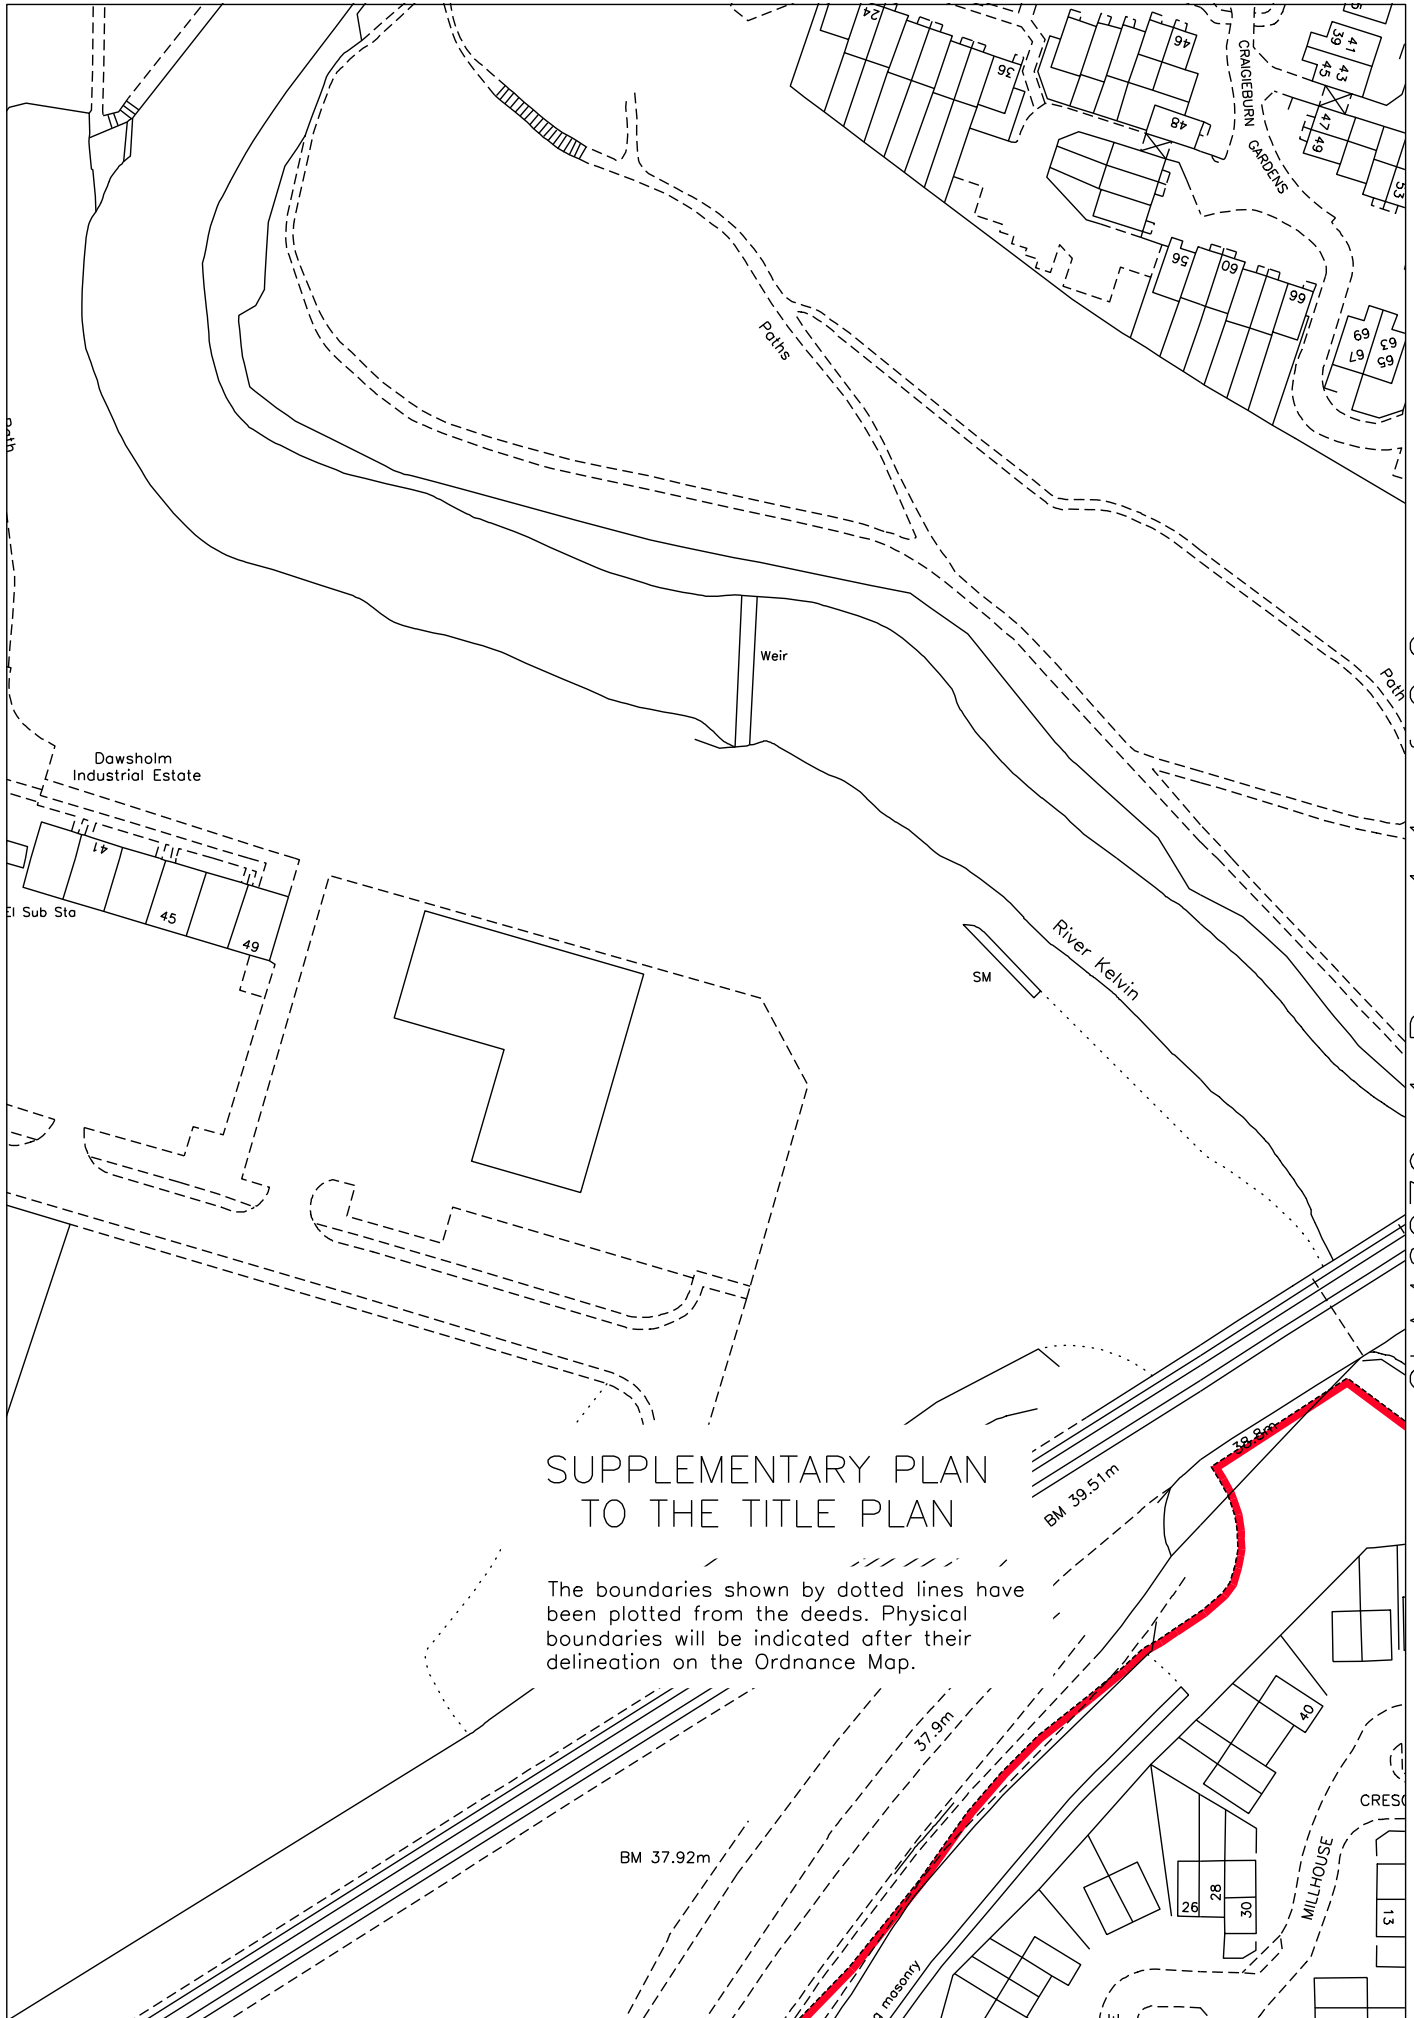 24
36
46
48
CRAIGIEBURN
GARDENS
39
41
43
45
47
49
53
56
60
66
69
67
63
65
Paths
Path
Path
Weir
Dawsholm
Industrial Estate
41
45
49
El Sub Sta
River Kelvin
SM
38.8m
BM 39.51m
SUPPLEMENTARY PLAN
TO THE TITLE PLAN
The boundaries shown by dotted lines have
been plotted from the deeds. Physical
boundaries will be indicated after their
delineation on the Ordnance Map.
37.9m
BM 37.92m
40
MILLHOUSE
CRESC
26
28
30
13
masonry